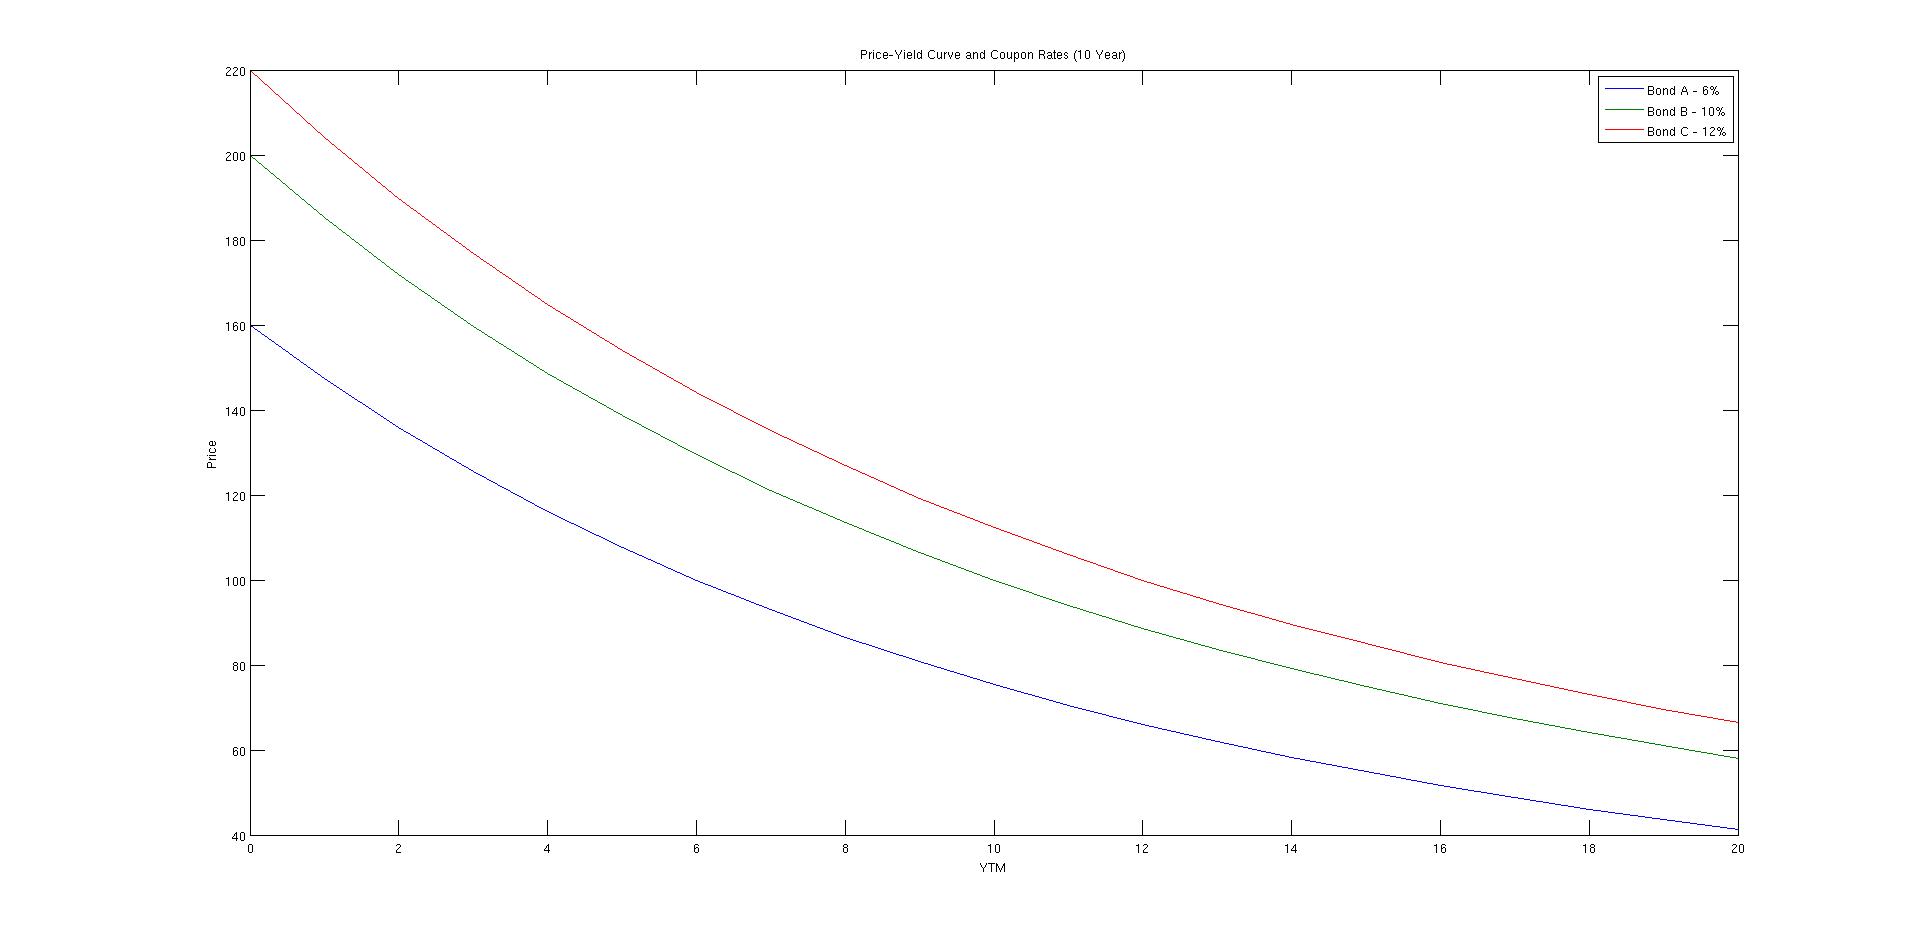 Price-Yield Curve and Coupon Rates (10 Year)
220
200
180
160
140
120
100
80
60
40
Price
Bond A - 6%
Bond B - 10%
Bond C - 12%
0 2 4 6 8 10 12 14 16 18 20
YTM